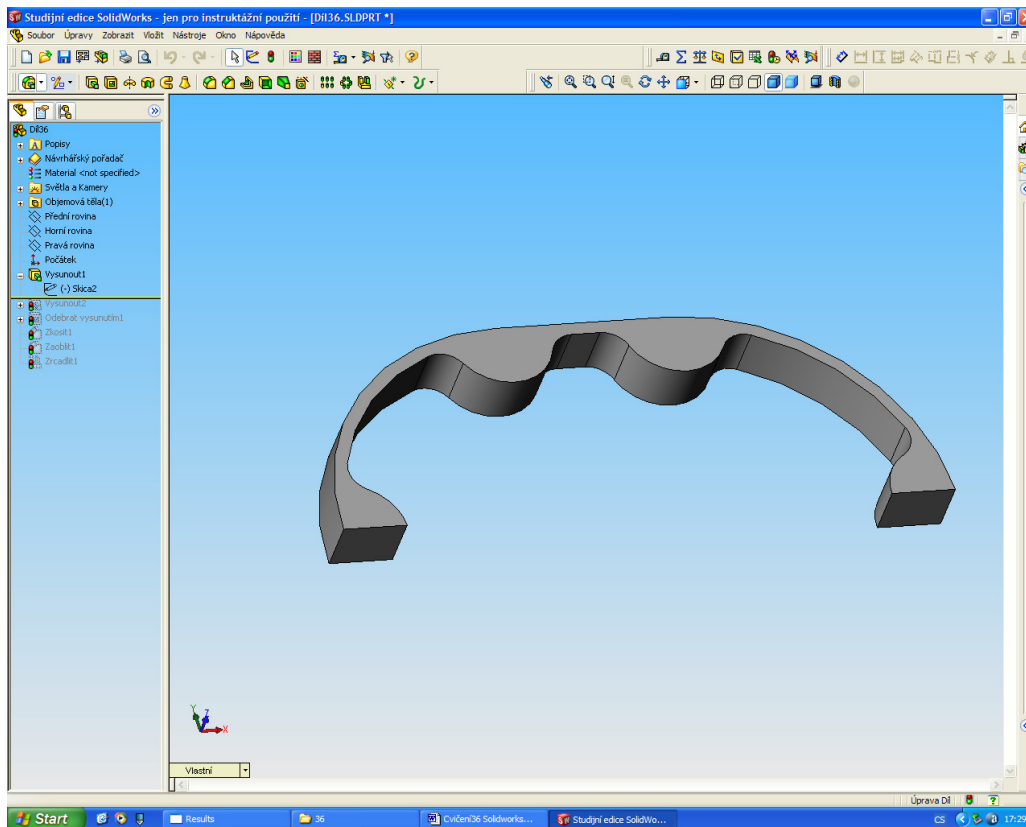 Studijní edice SolidWorks - jen pro instruktážní použití - [Díl36.SLDPRT *]
Soubor Úpravy Zobrazit Vložit Nástroje Okno Nápověda
Díl36
Popisy
Návrhářský pořadač
Material <not specified>
Světla a Kamery
Objemová těla(1)
Přední rovina
Horní rovina
Pravá rovina
Počátek
Vysunout1
(-) Skica2
Vysunout2
Odebrat vysunutím1
Zkosit1
Zaoblit1
Zrcadlit1
Y
Z
X
Vlastní
Úprava Díl
Start
Results
36
Cvičení36 Solidworks...
Studijní edice SolidWo...
CS
17:29